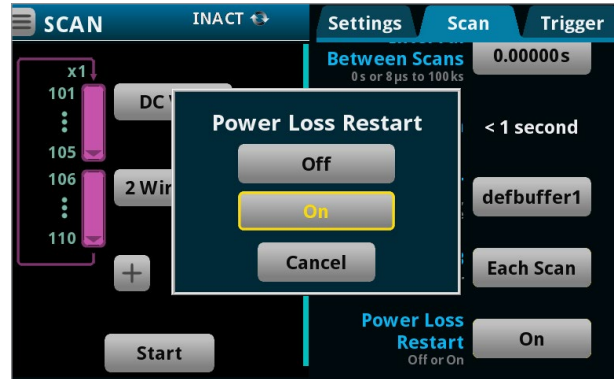 SCAN
INACT
Settings
Scan
Trigger
x1
101
105
106
110
DC
2 Wir
Start
Between Scans
0s or 8µs to 100ks
0.00000s
< 1 second
defbuffer1
Each Scan
Power Loss
Restart
Off or On
On
Power Loss Restart
Off
On
Cancel